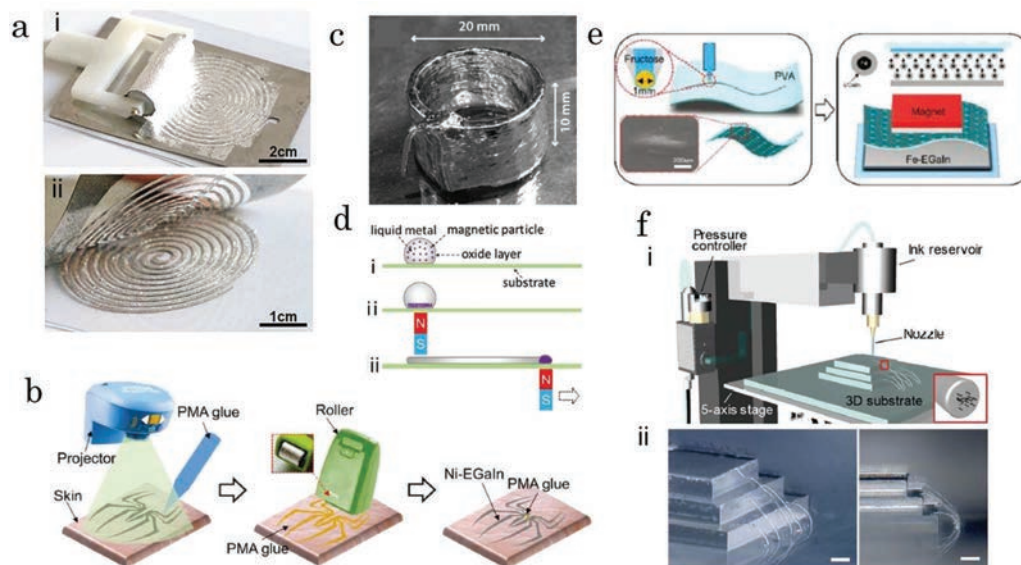 a
i
2cm
ii
1cm
b
Projector
PMA glue
Skin
Roller
PMA glue
Ni-EGaIn
PMA glue
c
20 mm
10 mm
d
liquid metal
magnetic particle
oxide layer
i
substrate
ii
N
S
ii
N
S
e
Fructose
1mm
PVA
Magnet
Fe-EGaIn
f
i
Pressure
controller
Ink reservoir
Nozzle
3D substrate
5-axis stage
ii